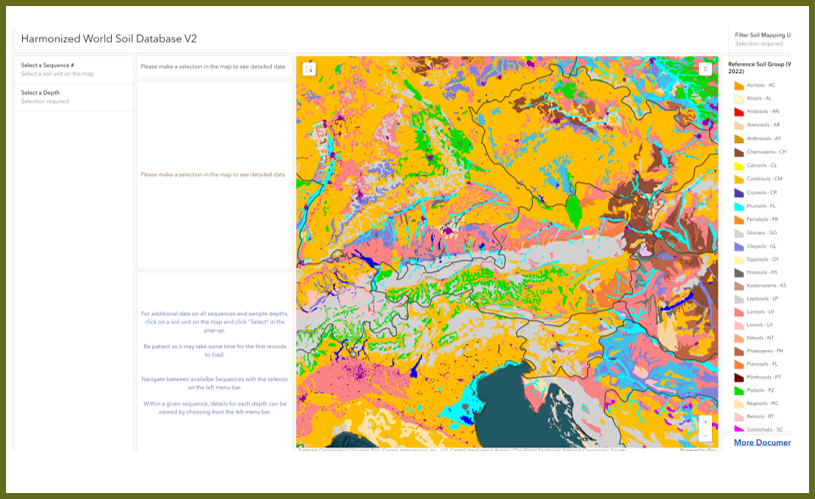 Harmonized World Soil Database V2
Filter Soil Mapping U
Selection required
Select a Sequence #
Select a soil unit on the map
Select a Depth
Selection required
Please make a selection in the map to see detailed data
Please make a selection in the map to see detailed data
For additional data on all sequences and sample depths,
click on a soil unit on the map and click "Select" in the
pop-up.
Be patient as it may take some time for the first records
to load.
Navigate between available Sequences with the selector
on the left menu bar.
Within a given sequence, details for each depth can be
viewed by choosing from the left menu bar.
Reference Soil Group (W
2022)
Acrisols - AC
Alisols - AL
Andosols - AN
Arenosols - AR
Anthrosols - AT
Chernozems - CH
Calcisols - CL
Cambisols - CM
Cryosols - CR
Fluvisols - FL
Ferralsols - FR
Glaciers - GG
Gleysols - GL
Gypsisols - GY
Histosols - HS
Kastanozems - KS
Leptosols - LP
Luvisols - LV
Lixisols - LX
Nitisols - NT
Phaeozems - PH
Planosols - PL
Plinthosols - PT
Podzols - PZ
Regosols - RG
Retisols - RT
Solonchaks - SC
More Documen